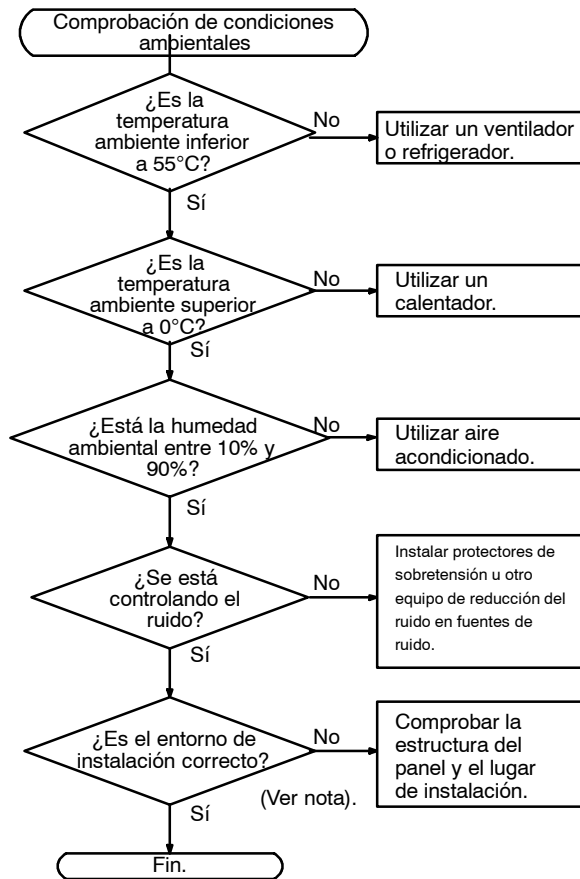 Comprobación de condiciones
ambientales
¿Es la
temperatura
ambiente inferior
a 55°C?
No
Utilizar un ventilador
o refrigerador.
Sí
¿Es la
temperatura
ambiente superior
a 0°C?
No
Utilizar un
calentador.
Sí
¿Está la humedad
ambiental entre 10% y
90%?
No
Utilizar aire
acondicionado.
Sí
¿Se está
controlando el
ruido?
No
Instalar protectores de
sobretensión u otro
equipo de reducción del
ruido en fuentes de
ruido.
Sí
¿Es el entorno de
instalación correcto?
No
(Ver nota).
Comprobar la
estructura del
panel y el lugar
de instalación.
Sí
Fin.